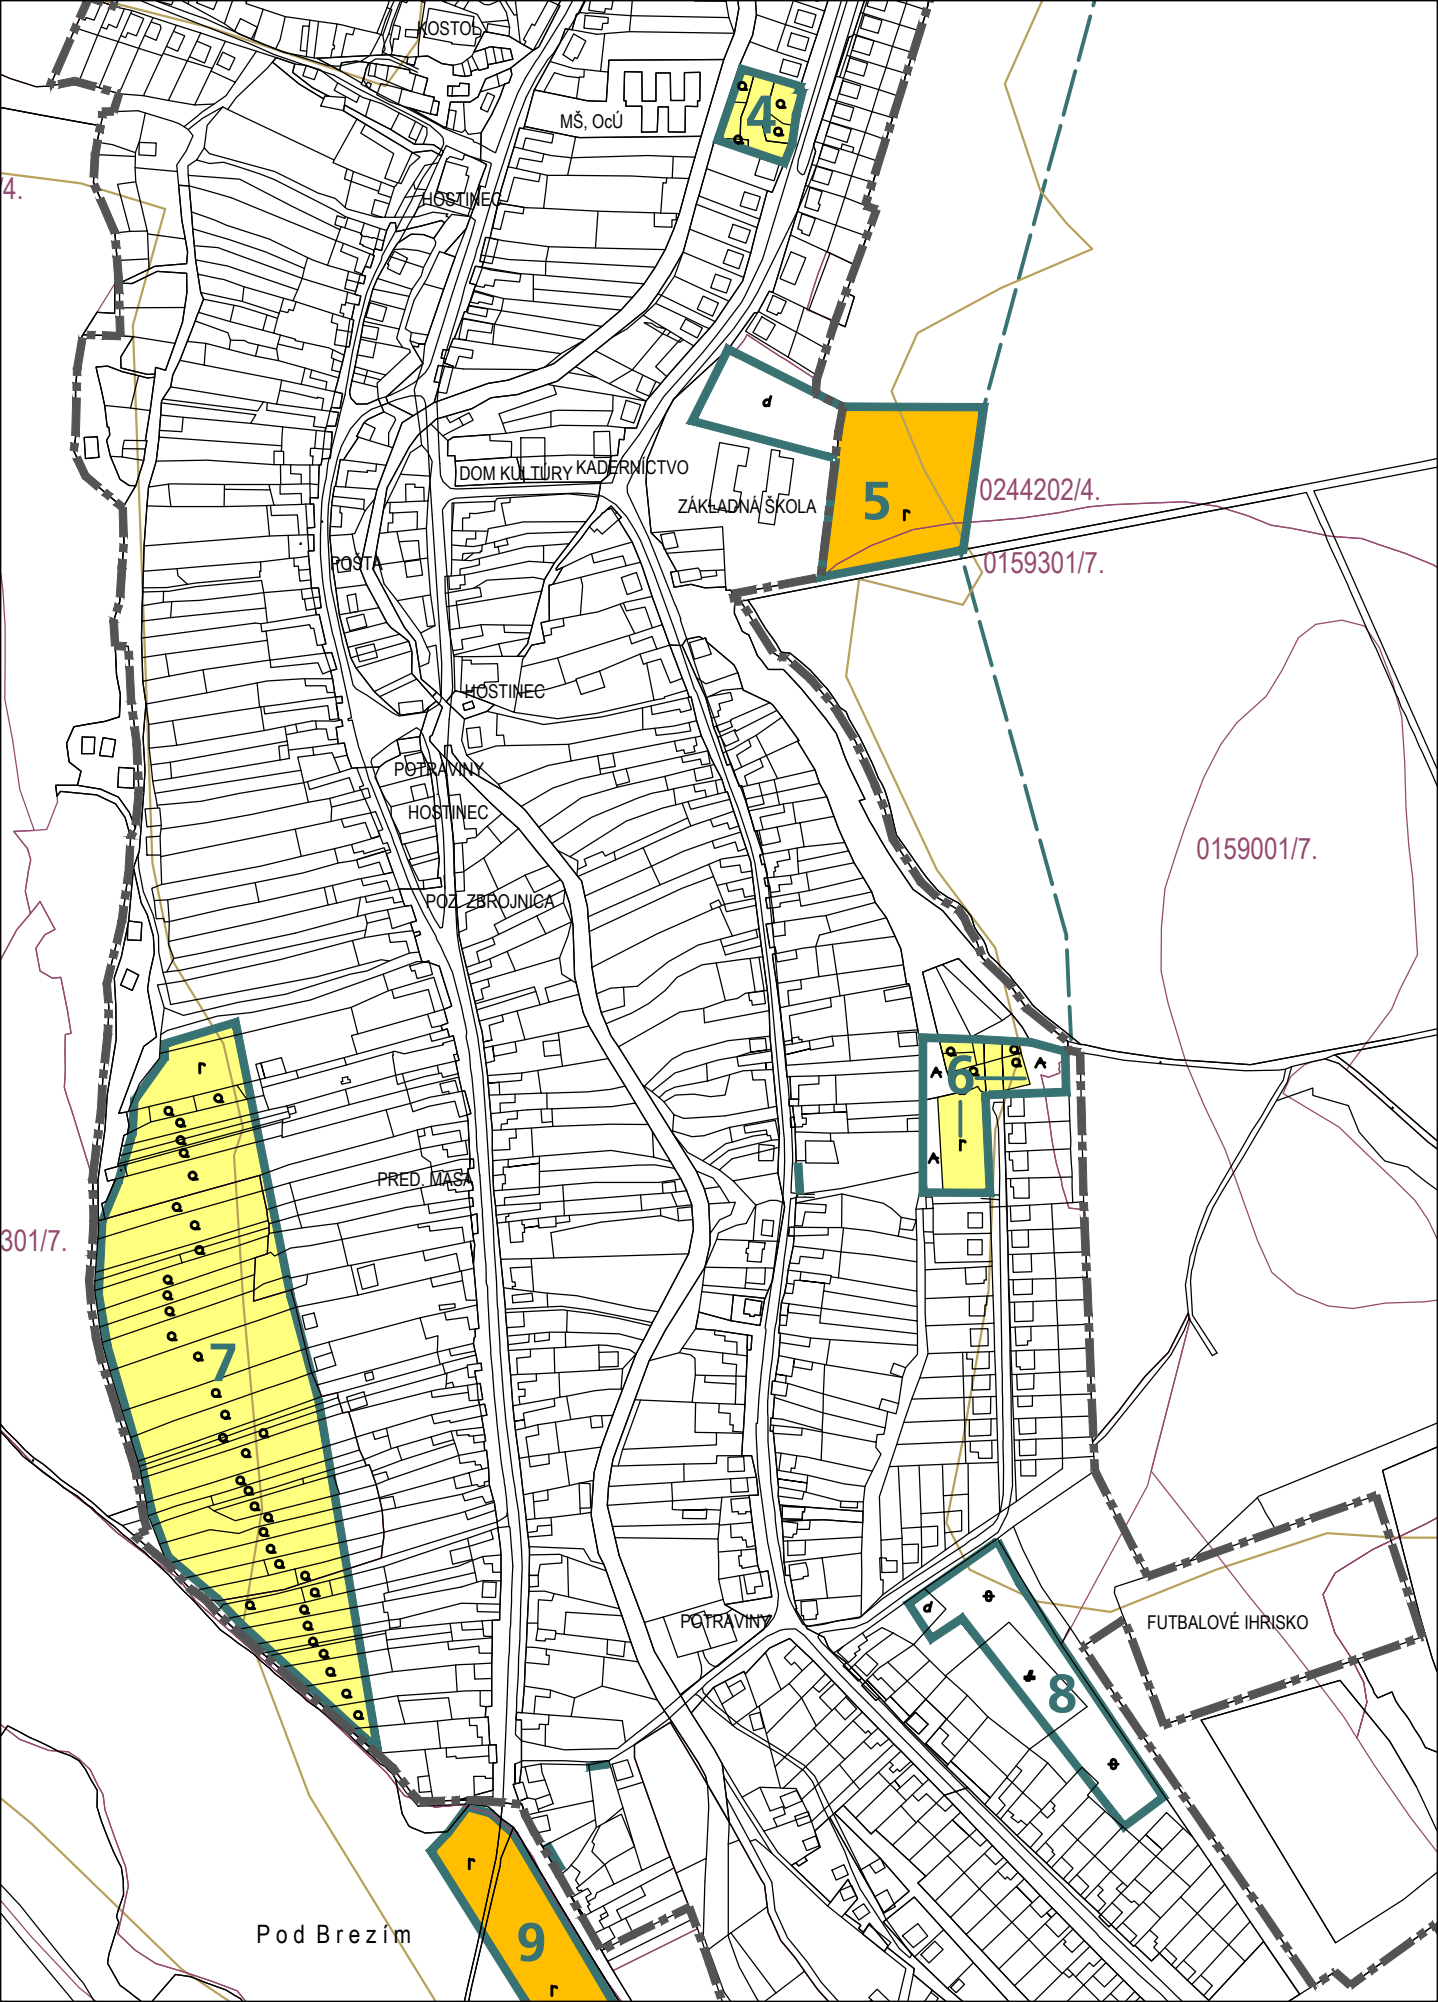 KOSTOL
4
MŠ, OcÚ
/4.
HOSTINEC
d
DOM KULTÚRY
KADERNÍCTVO
ZÁKLADNÁ ŠKOLA
5
r
0244202/4.
POŠTA
0159301/7.
HOSTINEC
POTRAVINY
HOSTINEC
0159001/7.
POŽ. ZBROJNICA
6
r
r
PRED. MÄSA
301/7.
7
POTRAVINY
d
FUTBALOVÉ IHRISKO
8
r
Pod Brezím
9
r